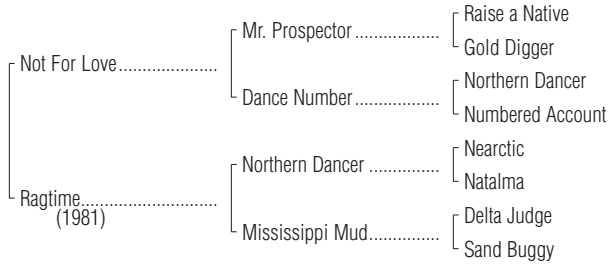 Raise a Native
Mr. Prospector ..................
Gold Digger
Not For Love.....................
Northern Dancer
Dance Number ..................
Numbered Account
Nearctic
Northern Dancer ...............
Natalma
Ragtime.............................
(1981)
Delta Judge
Mississippi Mud...............
Sand Buggy